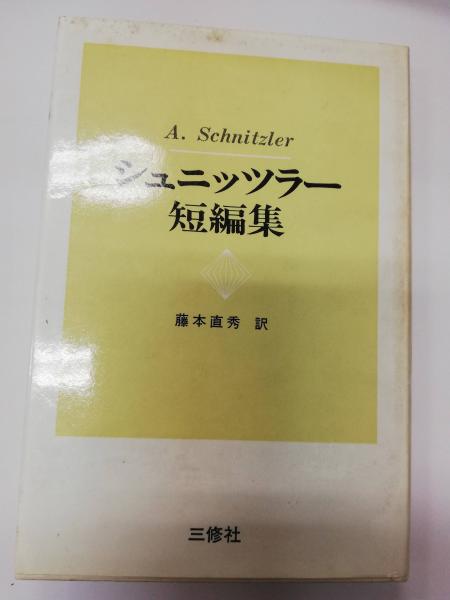 A. Schnitzler
シュニッツラー
短編集
藤本直秀 訳
三修社